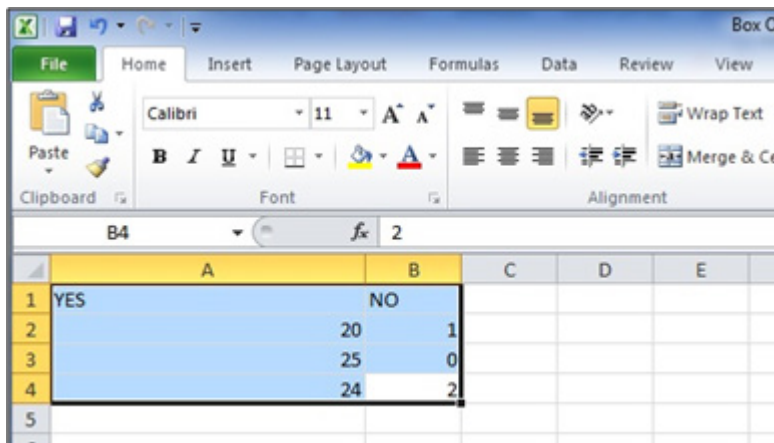 Box O
File Home Insert Page Layout Formulas Data Review View
Calibri 11 A A Wrap Text
Paste B I U A Merge & Ce
Clipboard Font Alignment
B4 fx 2
A B C D E
1 YES NO
2 20 1
3 25 0
4 24 2
5